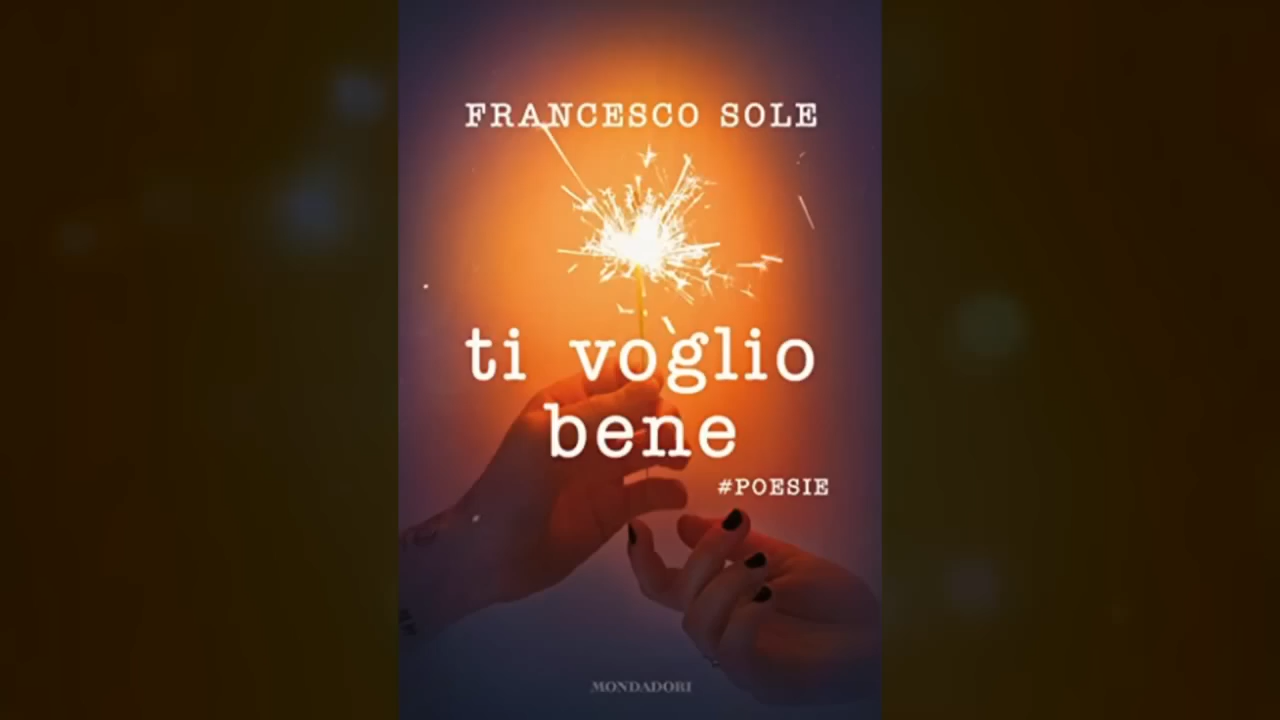 FRANCESCO SOLE
ti voglio
bene
#POESIE
MONDADORI